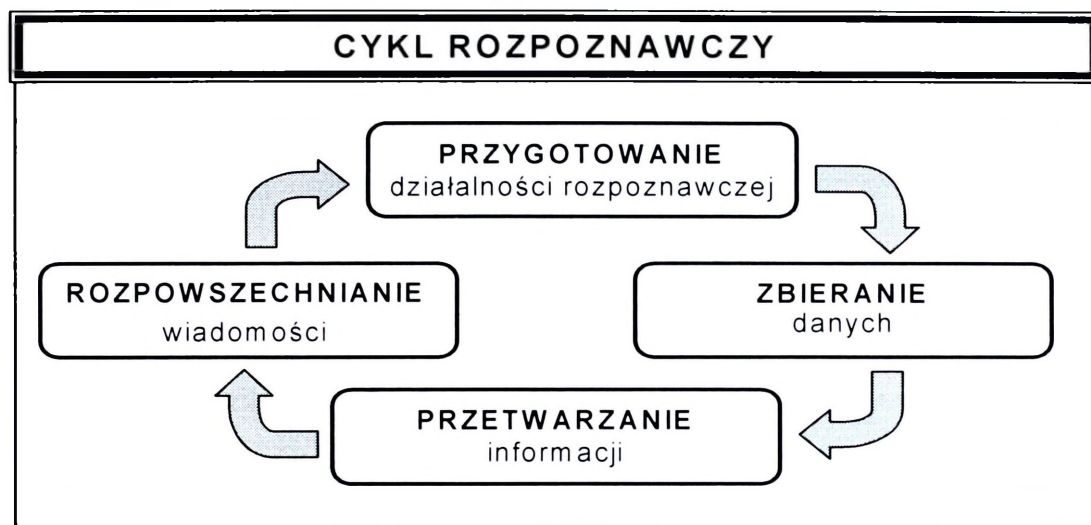 CYKL ROZPOZNAWCZY
PRZYGOTOWANIE
działalności rozpoznawczej
ROZPOWSZECHNIANIE
wiadomości
ZBIERANIE
danych
PRZETWARZANIE
informacji